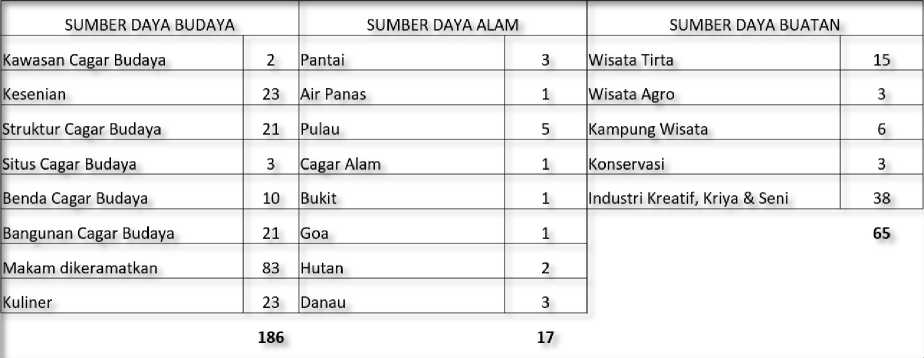 SUMBER DAYA BUDAYA SUMBER DAYA ALAM SUMBER DAYA BUATAN
Kawasan Cagar Budaya 2 Pantai 3 Wisata Tirta 15
Kesenian 23 Air Panas 1 Wisata Agro 3
Struktur Cagar Budaya 21 Pulau 5 Kampung Wisata 6
Situs Cagar Budaya 3 Cagar Alam 1 Konservasi 3
Benda Cagar Budaya 10 Bukit 1 Industri Kreatif, Kriya & Seni 38
Bangunan Cagar Budaya 21 Goa 1 65
Makam dikeramatkan 83 Hutan 2
Kuliner 23 Danau 3
186 17